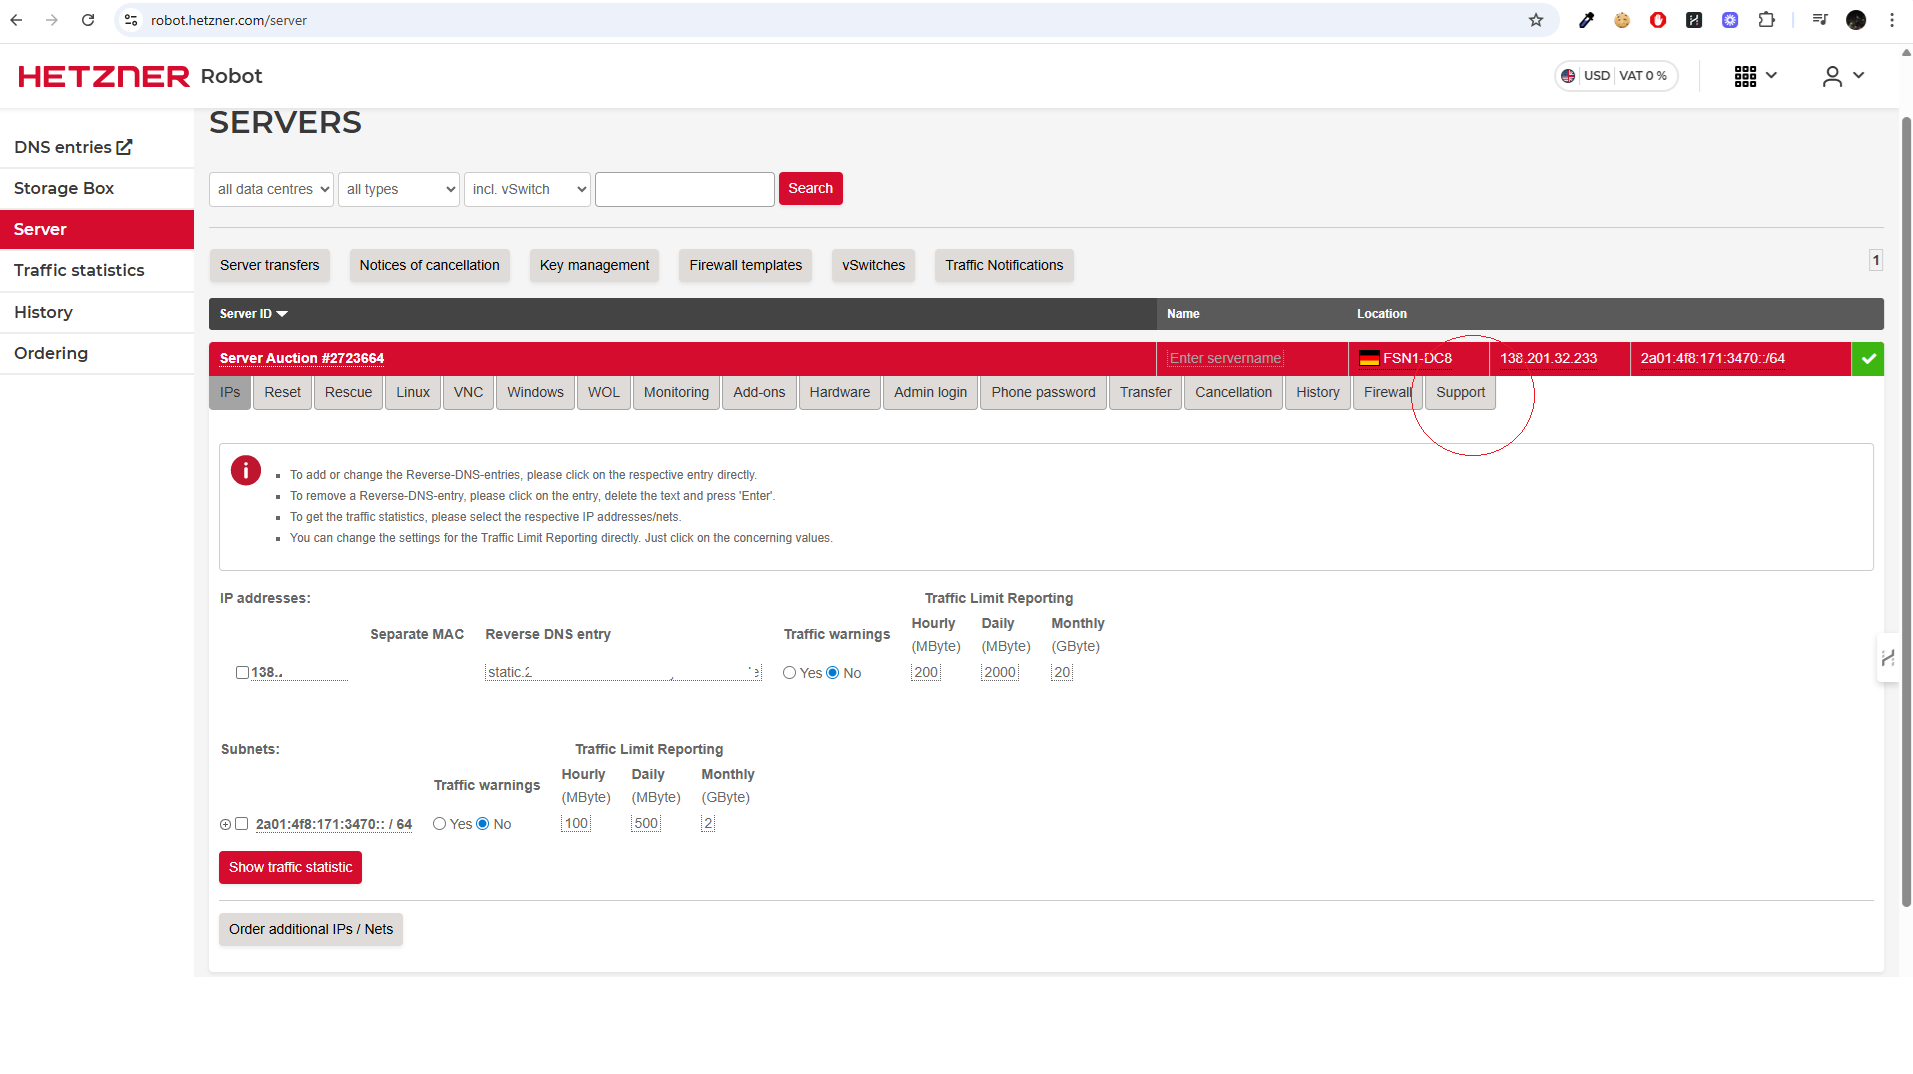 robot.hetzner.com/server
HETZNER Robot
USD VAT 0 %
DNS entries
Storage Box
Server
Traffic statistics
History
Ordering
SERVERS
all data centres all types incl. vSwitch Search
Server transfers Notices of cancellation Key management Firewall templates vSwitches Traffic Notifications 1
Server ID Name Location
Server Auction #2723664 Enter servername FSN1-DC8 138.201.32.233 2a01:4f8:171:3470::/64
IPs Reset Rescue Linux VNC Windows WOL Monitoring Add-ons Hardware Admin login Phone password Transfer Cancellation History Firewall Support
To add or change the Reverse-DNS-entries, please click on the respective entry directly.
To remove a Reverse-DNS-entry, please click on the entry, delete the text and press 'Enter'.
To get the traffic statistics, please select the respective IP addresses/nets.
You can change the settings for the Traffic Limit Reporting directly. Just click on the concerning values.
IP addresses: Traffic Limit Reporting
Separate MAC Reverse DNS entry Traffic warnings Hourly Daily Monthly
(MByte) (MByte) (GByte)
138. static.2 Yes No 200 2000 20
Subnets: Traffic Limit Reporting
Traffic warnings Hourly Daily Monthly
(MByte) (MByte) (GByte)
2a01:4f8:171:3470:: / 64 Yes No 100 500 2
Show traffic statistic
Order additional IPs / Nets